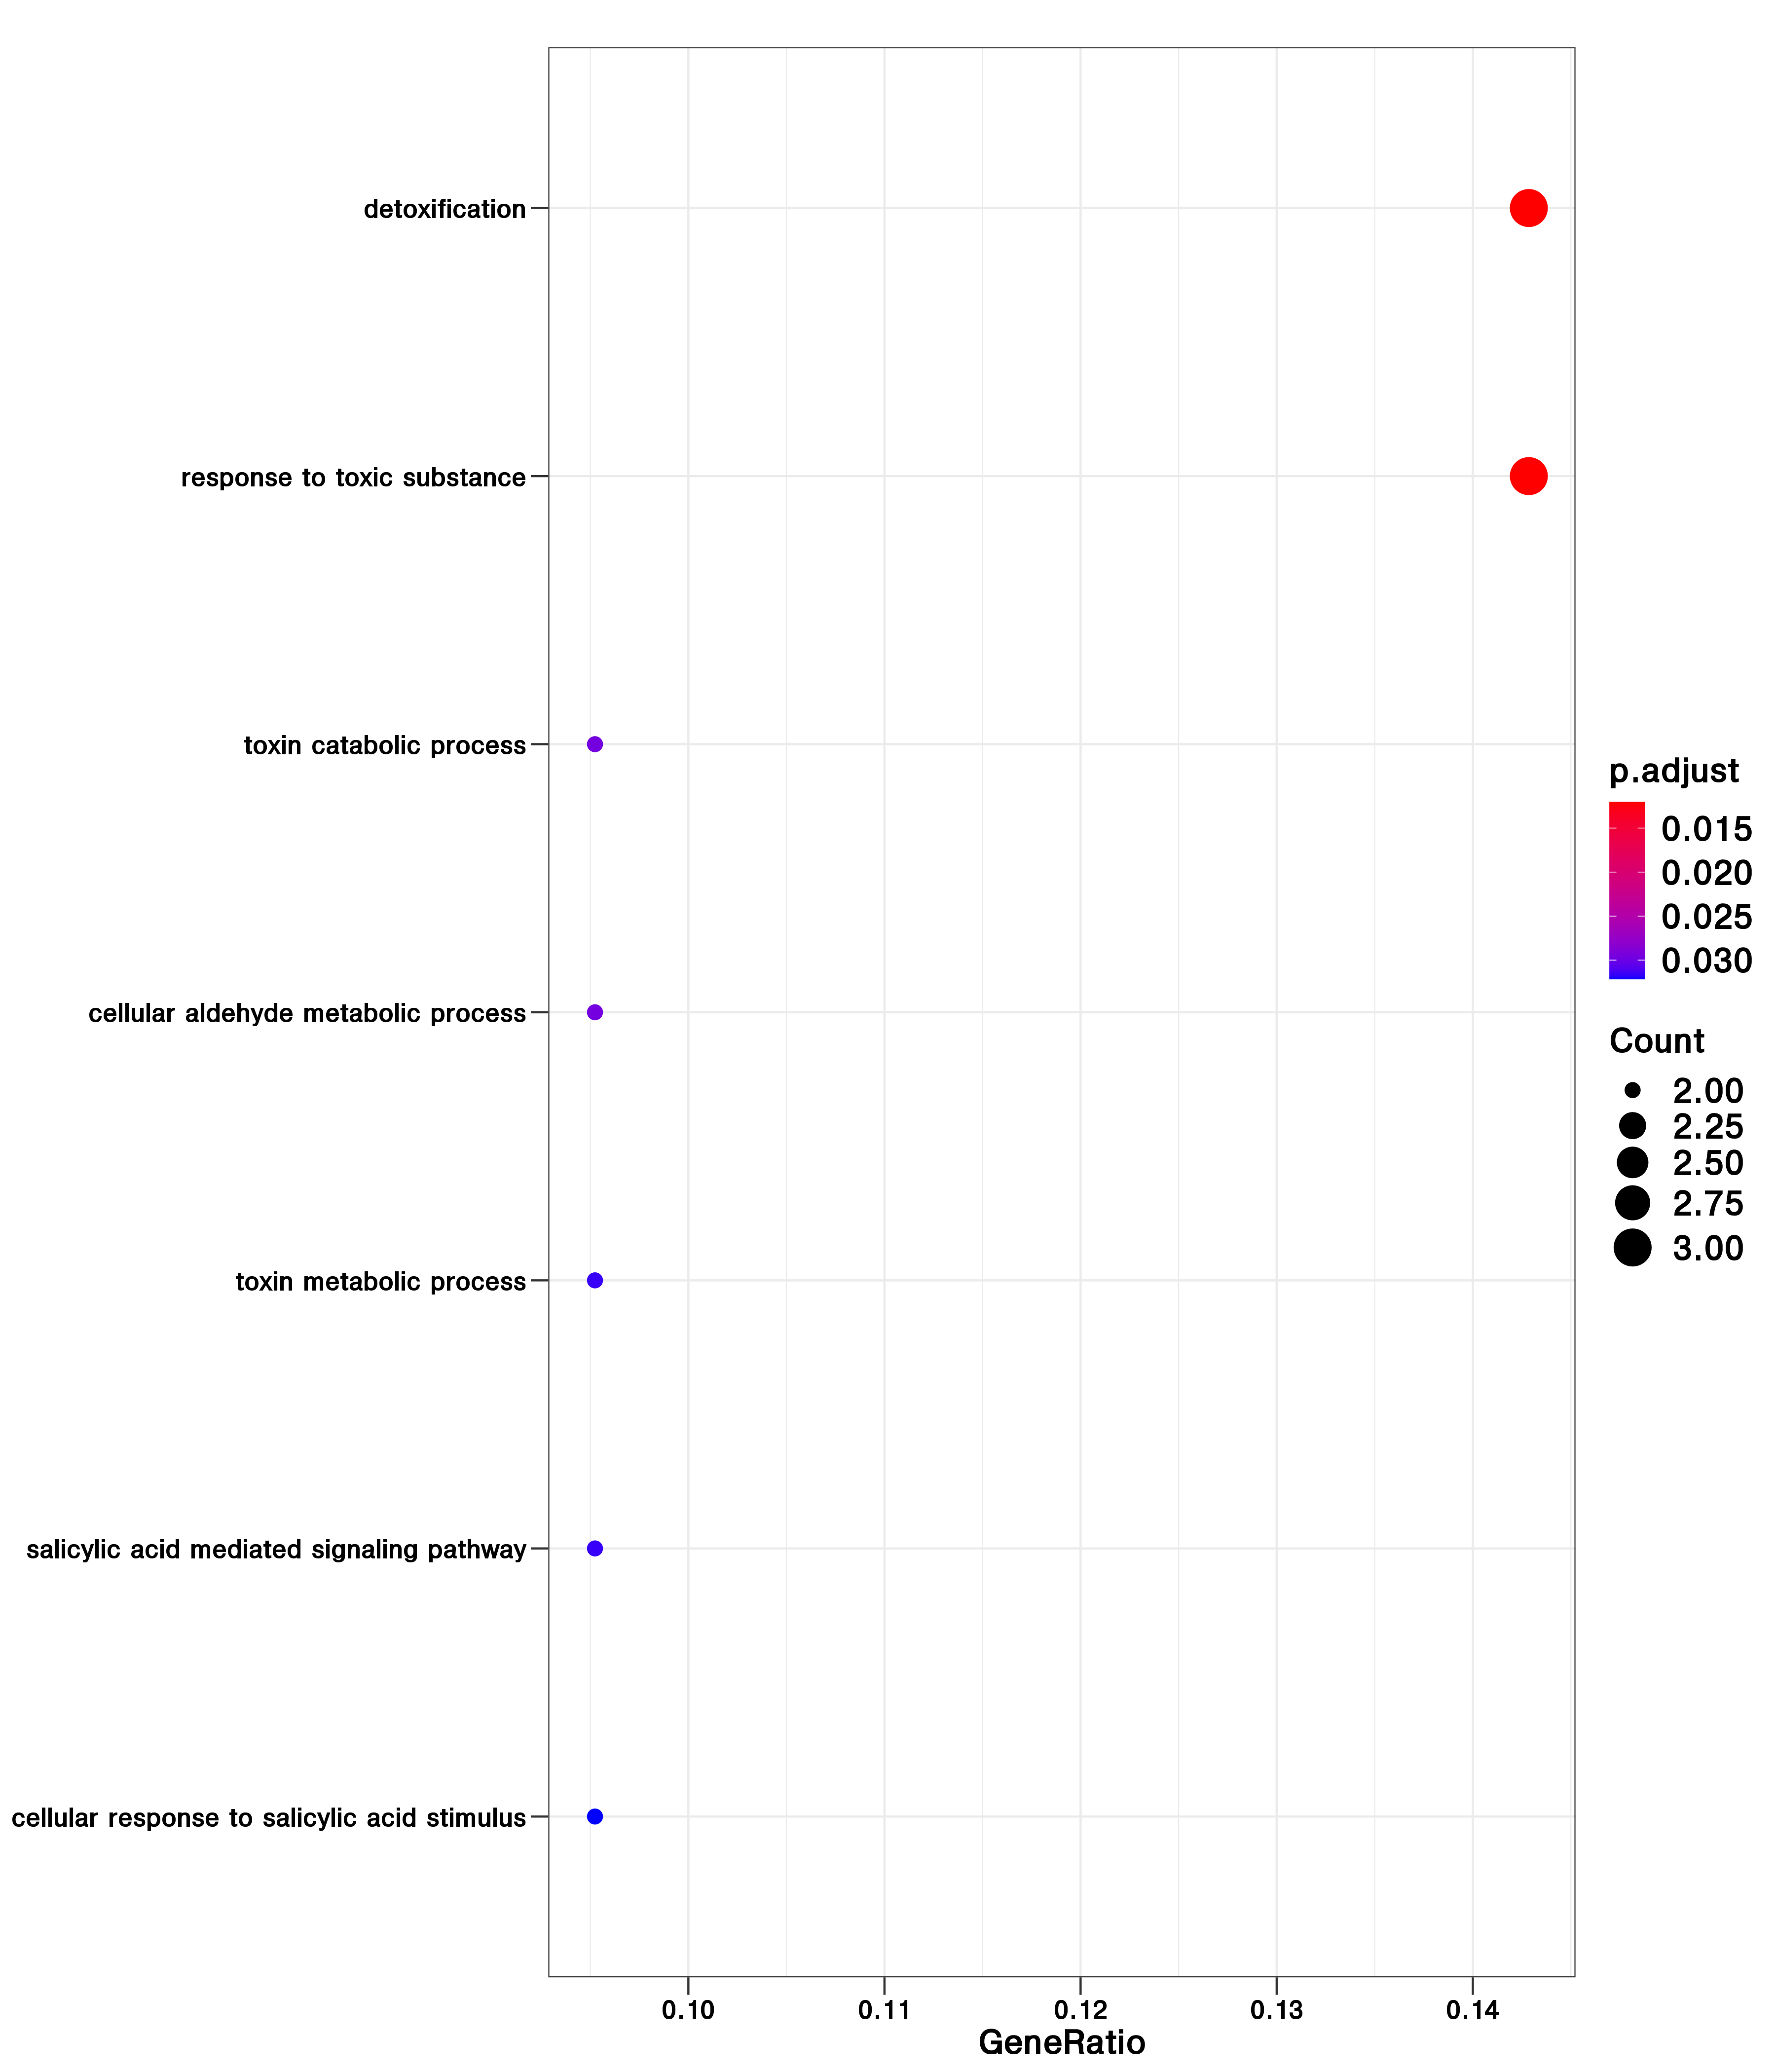 detoxification
response to toxic substance
toxin catabolic process
cellular aldehyde metabolic process
toxin metabolic process
salicylic acid mediated signaling pathway
cellular response to salicylic acid stimulus
0.10 0.11 0.12 0.13 0.14
GeneRatio
p.adjust
0.015
0.020
0.025
0.030
Count
2.00
2.25
2.50
2.75
3.00